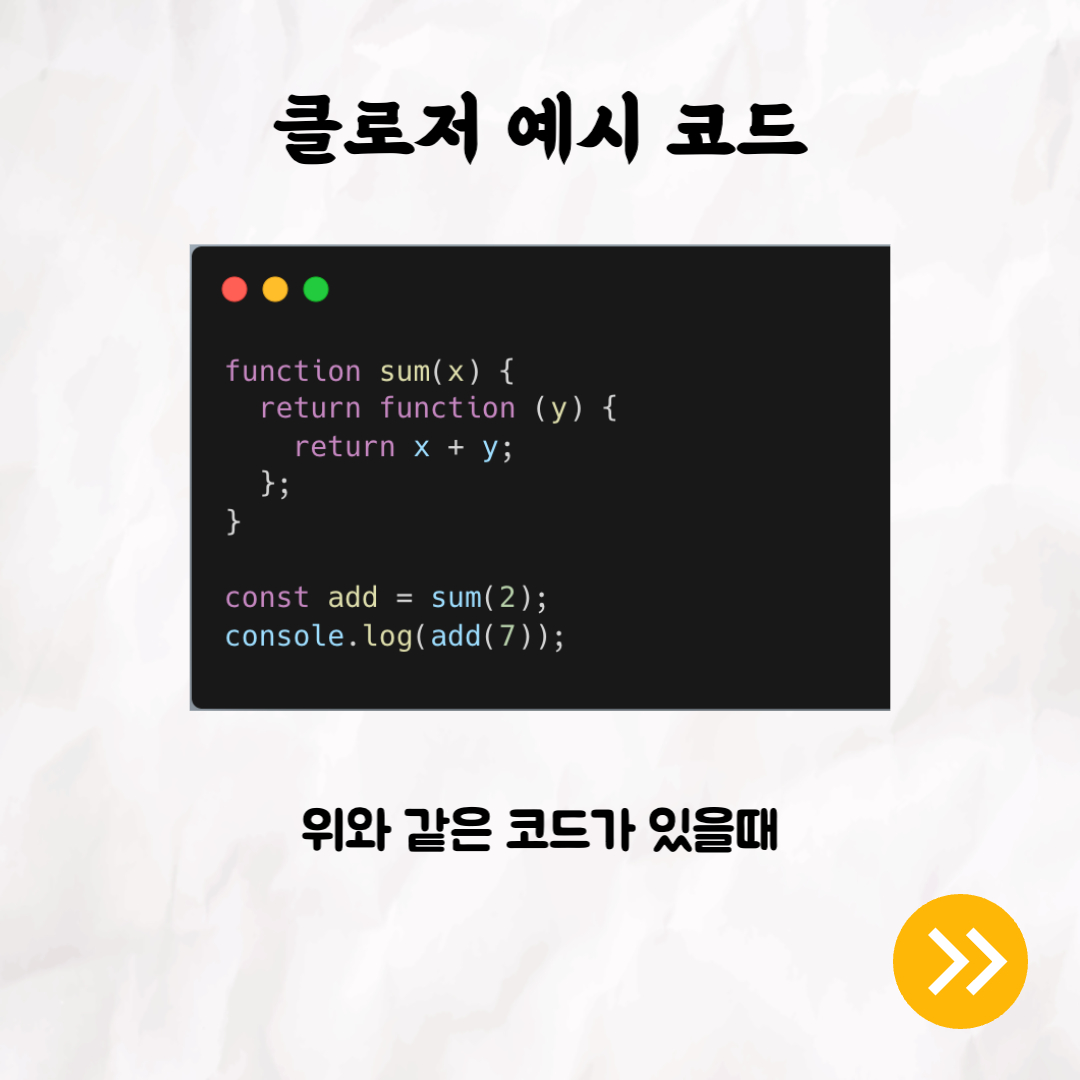 클로저 예시 코드
function sum(x) {
  return function (y) {
    return x + y;
  };
}
const add = sum(2);
console.log(add(7));
위와 같은 코드가 있을때